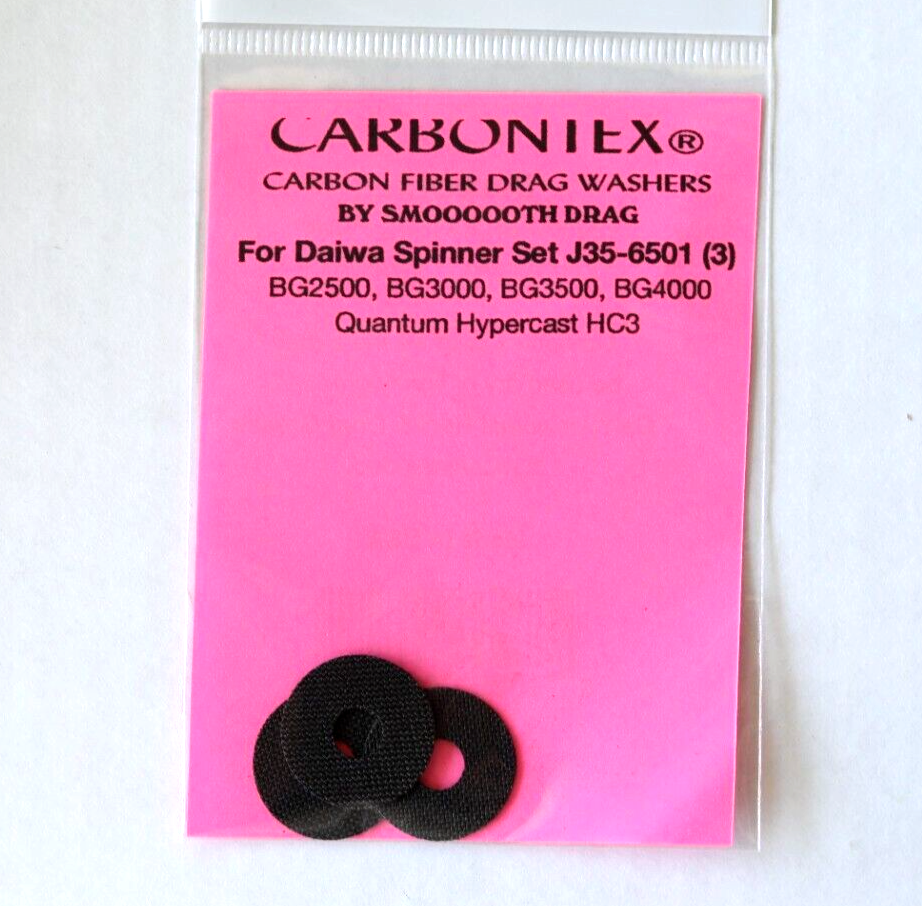 CARBONTEX®
CARBON FIBER DRAG WASHERS
BY SMOOOOOTH DRAG
For Daiwa Spinner Set J35-6501 (3)
BG2500, BG3000, BG3500, BG4000
Quantum Hypercast HC3